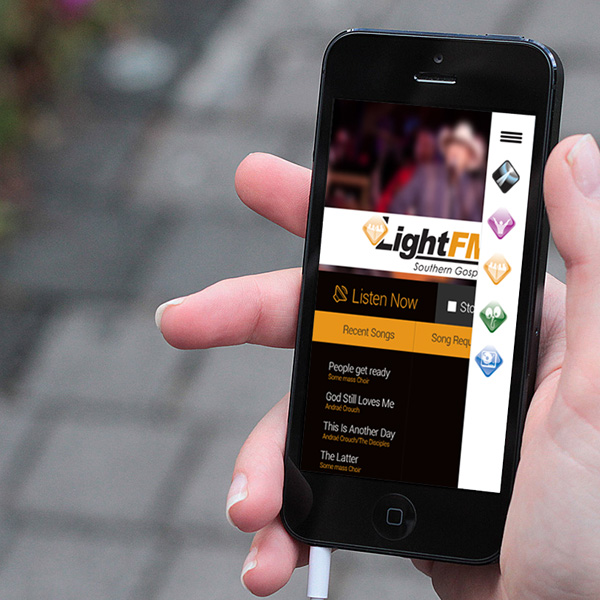 LightFM
Southern Gosp
Listen Now
Sto
Recent Songs
Song Requ
People get ready
Some mass Choir
God Still Loves Me
Andraé Crouch
This Is Another Day
Andraé Crouch/The Disciples
The Latter
Some mass Choir